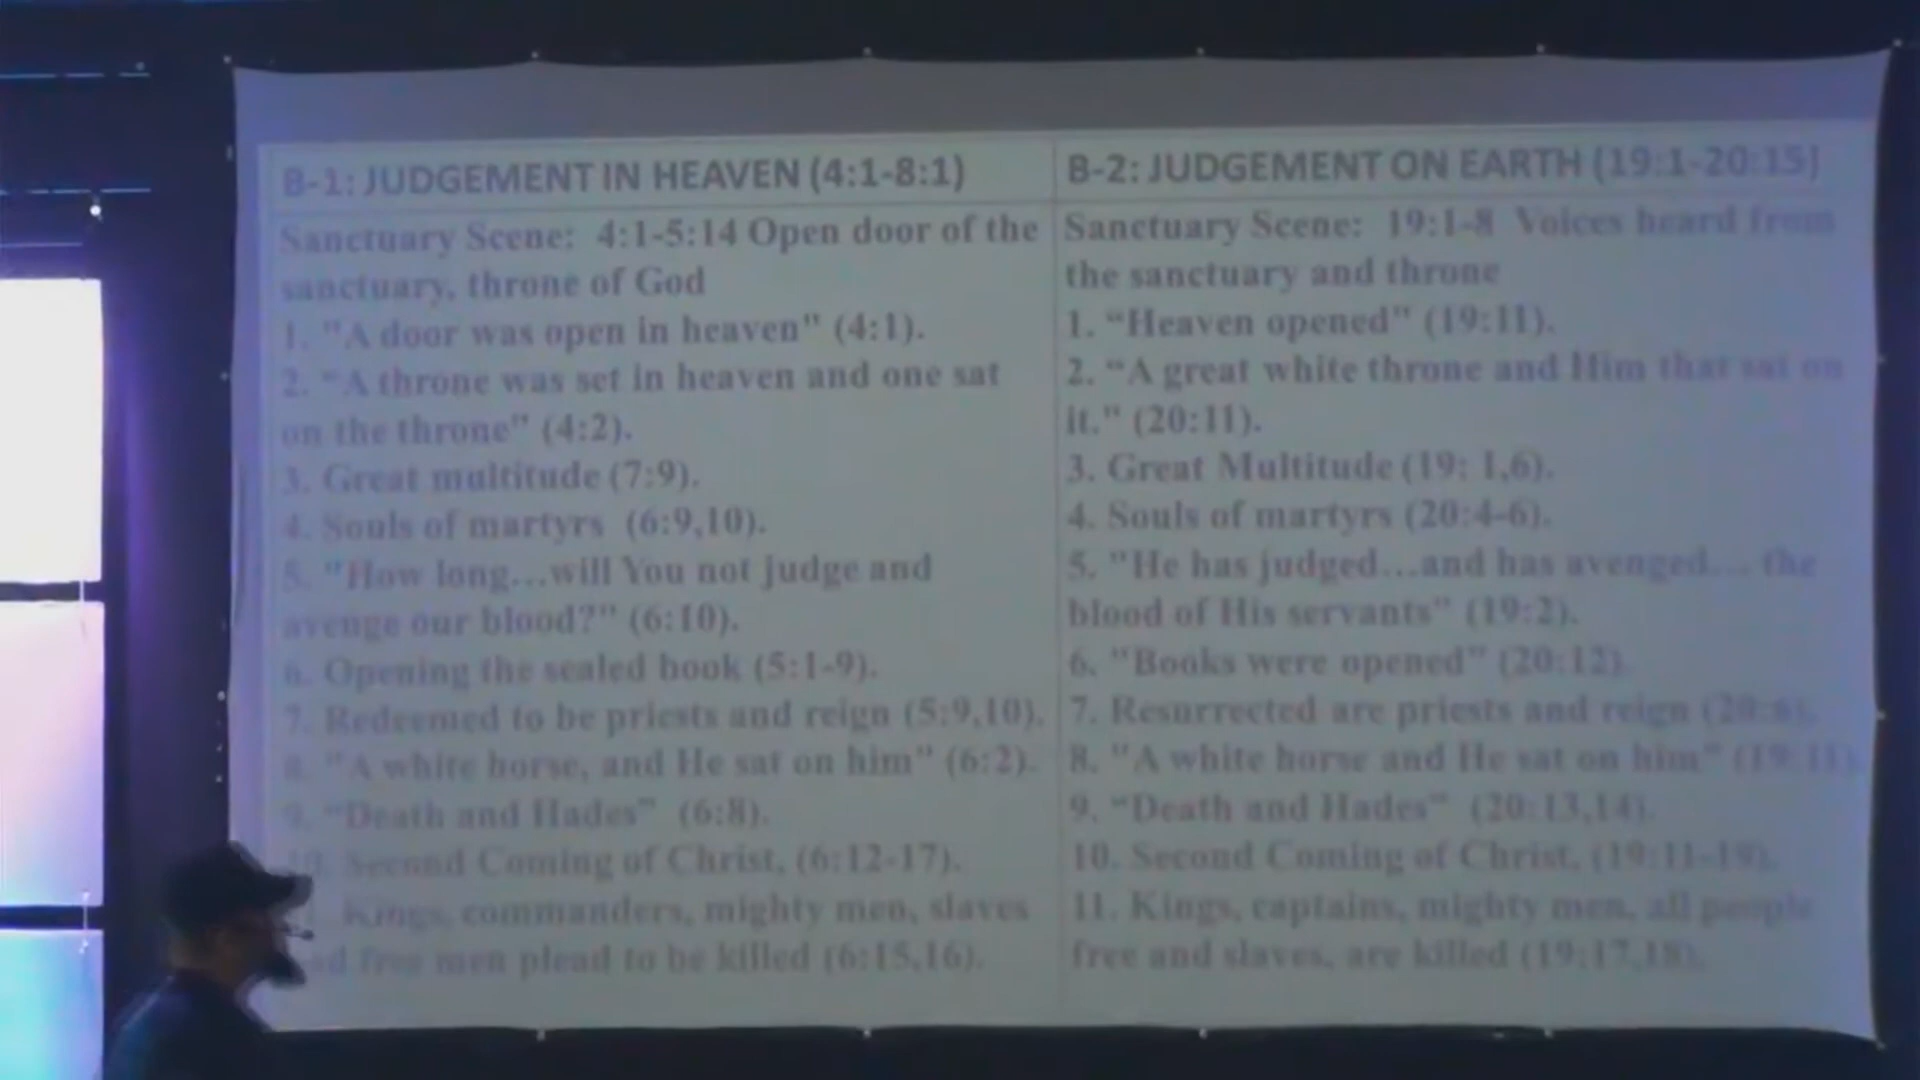 B-1: JUDGEMENT IN HEAVEN (4:1-8:1)
Sanctuary Scene: 4:1-5:14 Open door of the
sanctuary, throne of God
1. "A door was open in heaven" (4:1).
2. "A throne was set in heaven and one sat
on the throne" (4:2).
3. Great multitude (7:9).
4. Souls of martyrs (6:9,10).
5. "How long...will You not judge and
avenge our blood?" (6:10).
6. Opening the sealed book (5:1-9).
7. Redeemed to be priests and reign (5:9,10).
8. "A white horse, and He sat on him" (6:2).
9. "Death and Hades" (6:8).
10. Second Coming of Christ, (6:12-17).
Kings, commanders, mighty men, slaves
free men plead to be killed (6:15,16).
B-2: JUDGEMENT ON EARTH (19:1-20:15)
Sanctuary Scene: 19:1-8 Voices heard from
the sanctuary and throne
1. “Heaven opened” (19:11).
2. “A great white throne and Him that sat on
it.” (20:11).
3. Great Multitude (19: 1,6).
4. Souls of martyrs (20:4-6).
5. "He has judged...and has avenged... the
blood of His servants" (19:2).
6. "Books were opened" (20:12).
7. Resurrected are priests and reign (20:6).
8. "A white horse and He sat on him" (19:11).
9. “Death and Hades” (20:13,14).
10. Second Coming of Christ, (19:11-19).
11. Kings, captains, mighty men, all people
free and slaves, are killed (19:17,18).